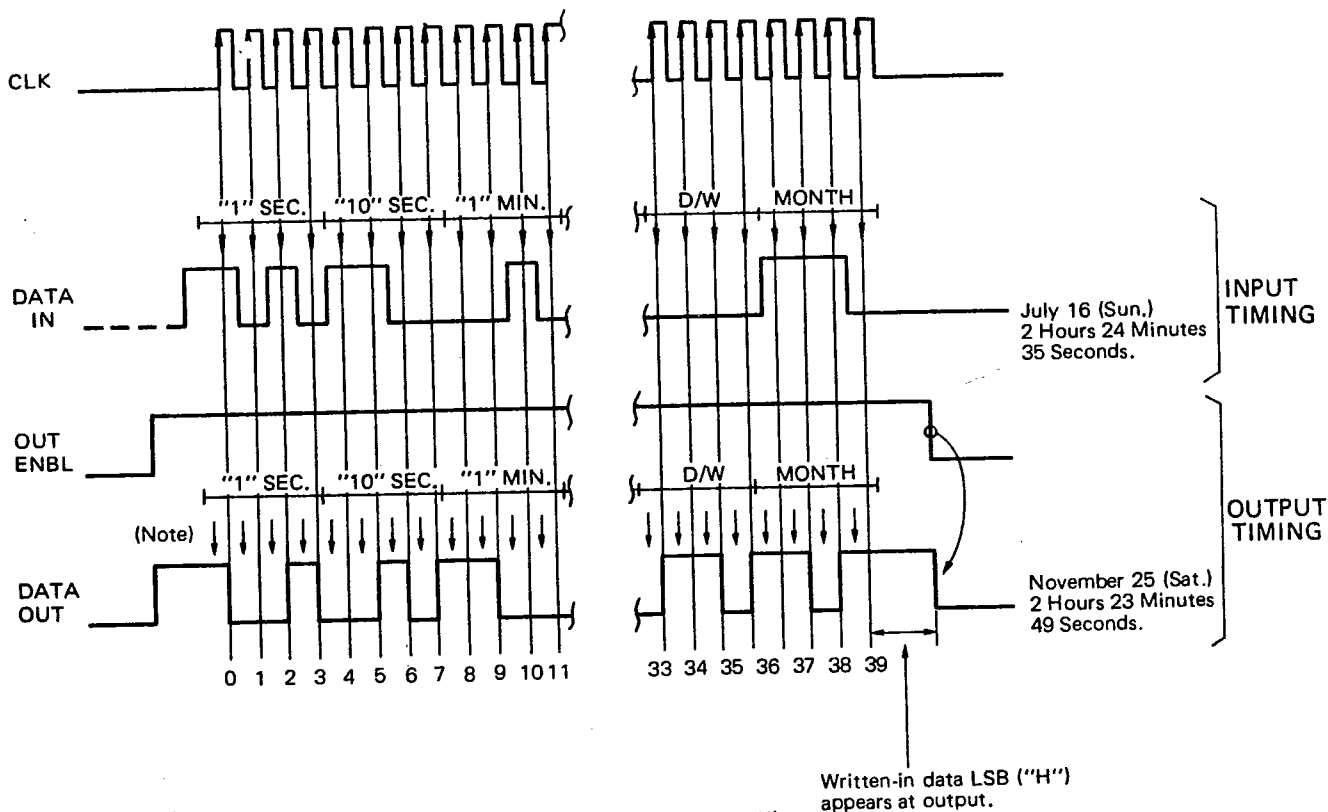 CLK
"1" SEC. "10" SEC. "1" MIN. D/W MONTH
DATA
IN
July 16 (Sun.)
2 Hours 24 Minutes
35 Seconds.
INPUT
TIMING
OUT
ENBL
"1" SEC. "10" SEC. "1" MIN. D/W MONTH
(Note)
DATA
OUT
November 25 (Sat.)
2 Hours 23 Minutes
49 Seconds.
OUTPUT
TIMING
0 1 2 3 4 5 6 7 8 9 10 11 33 34 35 36 37 38 39
Written-in data LSB ("H")
appears at output.